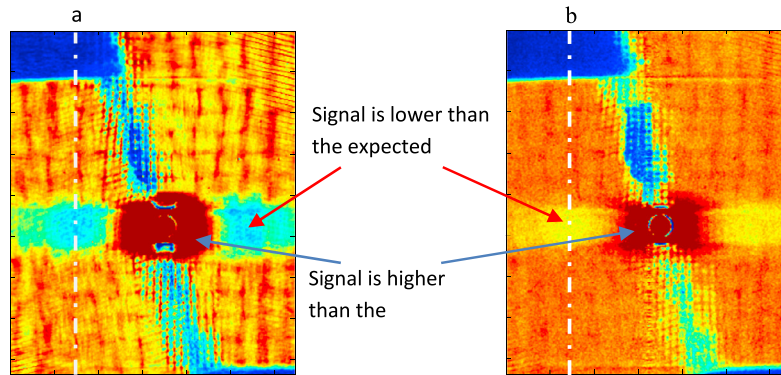 a
b
Signal is lower than
the expected
Signal is higher
than the